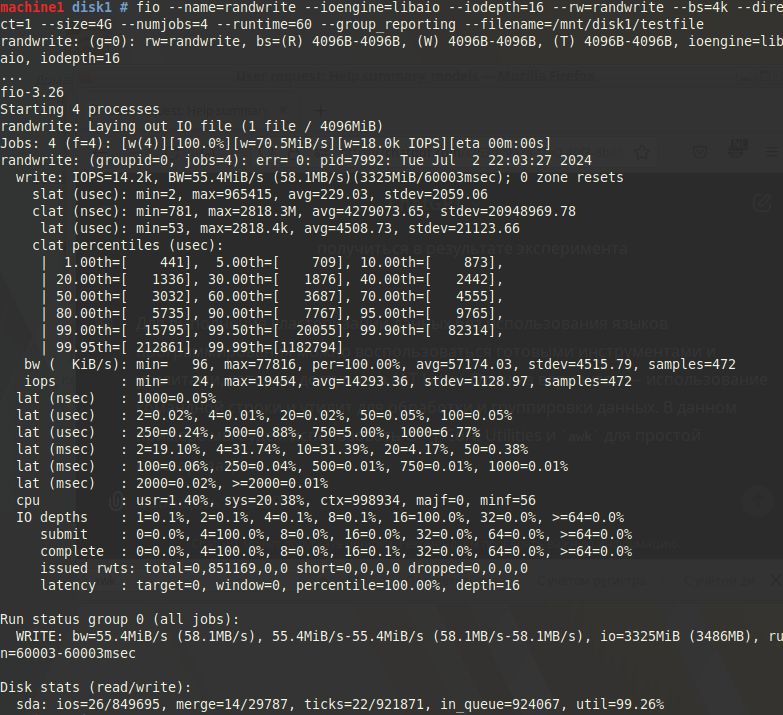 machine1 disk1 # fio --name=randwrite --ioengine=libaio --iodepth=16 --rw=randwrite --bs=4k --dire
ct=1 --size=4G --numjobs=4 --runtime=60 --group_reporting --filename=/mnt/disk1/testfile
randwrite: (g=0): rw=randwrite, bs=(R) 4096B-4096B, (W) 4096B-4096B, (T) 4096B-4096B, ioengine=lib
aio, iodepth=16
...
fio-3.26
Starting 4 processes
randwrite: Laying out IO file (1 file / 4096MiB)
Jobs: 4 (f=4): [w(4)][100.0%][w=70.5MiB/s][w=18.0k IOPS][eta 00m:00s]
randwrite: (groupid=0, jobs=4): err= 0: pid=7992: Tue Jul  2 22:03:27 2024
  write: IOPS=14.2k, BW=55.4MiB/s (58.1MB/s)(3325MiB/60003msec); 0 zone resets
    slat (usec): min=2, max=965415, avg=229.03, stdev=2059.06
    clat (nsec): min=781, max=2818.3M, avg=4279073.65, stdev=20948969.78
     lat (usec): min=53, max=2818.4k, avg=4508.73, stdev=21123.66
    clat percentiles (usec):
     |  1.00th=[    441],  5.00th=[    709], 10.00th=[    873],
     | 20.00th=[   1336], 30.00th=[   1876], 40.00th=[   2442],
     | 50.00th=[   3032], 60.00th=[   3687], 70.00th=[   4555],
     | 80.00th=[   5735], 90.00th=[   7767], 95.00th=[   9765],
     | 99.00th=[  15795], 99.50th=[  20055], 99.90th=[  82314],
     | 99.95th=[ 212861], 99.99th=[1182794]
   bw (  KiB/s): min=   96, max=77816, per=100.00%, avg=57174.03, stdev=4515.79, samples=472
   iops        : min=   24, max=19454, avg=14293.36, stdev=1128.97, samples=472
  lat (nsec)   : 1000=0.05%
  lat (usec)   : 2=0.02%, 4=0.01%, 20=0.02%, 50=0.05%, 100=0.05%
  lat (usec)   : 250=0.24%, 500=0.88%, 750=5.00%, 1000=6.77%
  lat (msec)   : 2=19.10%, 4=31.74%, 10=31.39%, 20=4.17%, 50=0.38%
  lat (msec)   : 100=0.06%, 250=0.04%, 500=0.01%, 750=0.01%, 1000=0.01%
  lat (msec)   : 2000=0.02%, >=2000=0.01%
  cpu          : usr=1.40%, sys=20.38%, ctx=998934, majf=0, minf=56
  IO depths    : 1=0.1%, 2=0.1%, 4=0.1%, 8=0.1%, 16=100.0%, 32=0.0%, >=64=0.0%
     submit    : 0=0.0%, 4=100.0%, 8=0.0%, 16=0.0%, 32=0.0%, 64=0.0%, >=64=0.0%
     complete  : 0=0.0%, 4=100.0%, 8=0.0%, 16=0.1%, 32=0.0%, 64=0.0%, >=64=0.0%
     issued rwts: total=0,851169,0,0 short=0,0,0,0 dropped=0,0,0,0
     latency   : target=0, window=0, percentile=100.00%, depth=16
Run status group 0 (all jobs):
  WRITE: bw=55.4MiB/s (58.1MB/s), 55.4MiB/s-55.4MiB/s (58.1MB/s-58.1MB/s), io=3325MiB (3486MB), ru
n=60003-60003msec
Disk stats (read/write):
  sda: ios=26/849695, merge=14/29787, ticks=22/921871, in_queue=924067, util=99.26%